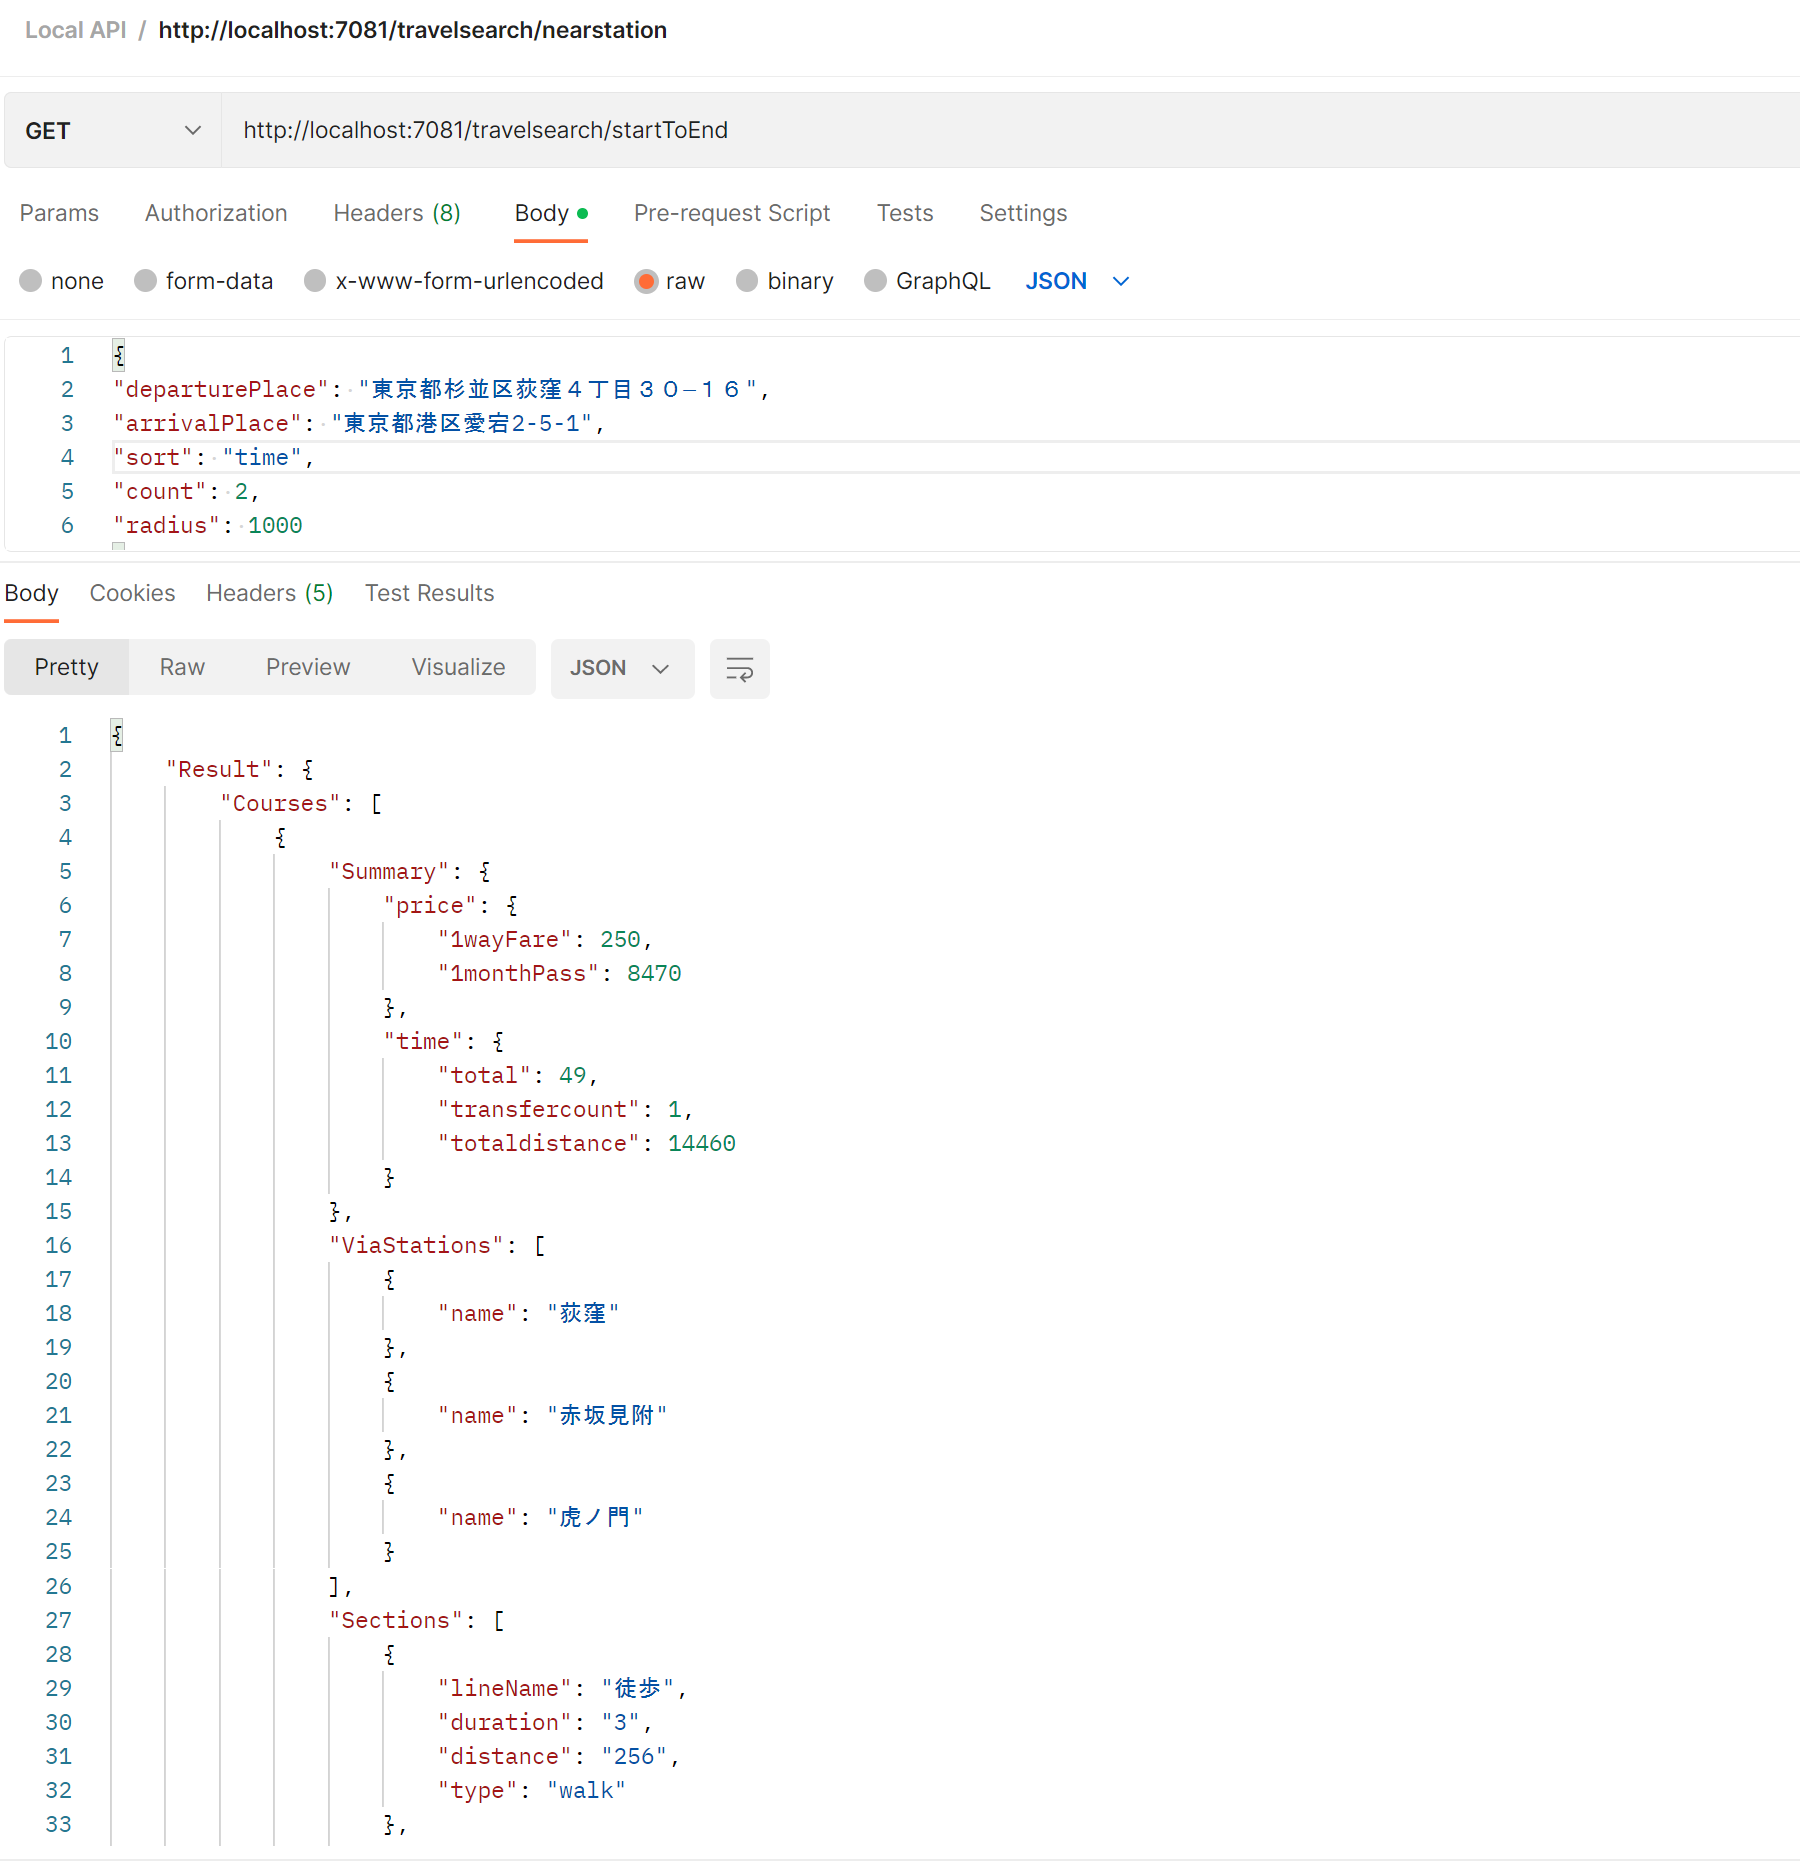 Local API / http://localhost:7081/travelsearch/nearstation
GET http://localhost:7081/travelsearch/startToEnd
Params Authorization Headers (8) Body Pre-request Script Tests Settings
none form-data x-www-form-urlencoded raw binary GraphQL JSON
1 {
2 "departurePlace": "東京都杉並区荻窪４丁目３０−１６",
3 "arrivalPlace": "東京都港区愛宕2-5-1",
4 "sort": "time",
5 "count": 2,
6 "radius": 1000
Body Cookies Headers (5) Test Results
Pretty Raw Preview Visualize JSON
1 {
2 "Result": {
3 "Courses": [
4 {
5 "Summary": {
6 "price": {
7 "1wayFare": 250,
8 "1monthPass": 8470
9 },
10 "time": {
11 "total": 49,
12 "transfercount": 1,
13 "totaldistance": 14460
14 }
15 },
16 "ViaStations": [
17 {
18 "name": "荻窪"
19 },
20 {
21 "name": "赤坂見附"
22 },
23 {
24 "name": "虎ノ門"
25 }
26 ],
27 "Sections": [
28 {
29 "lineName": "徒歩",
30 "duration": "3",
31 "distance": "256",
32 "type": "walk"
33 },